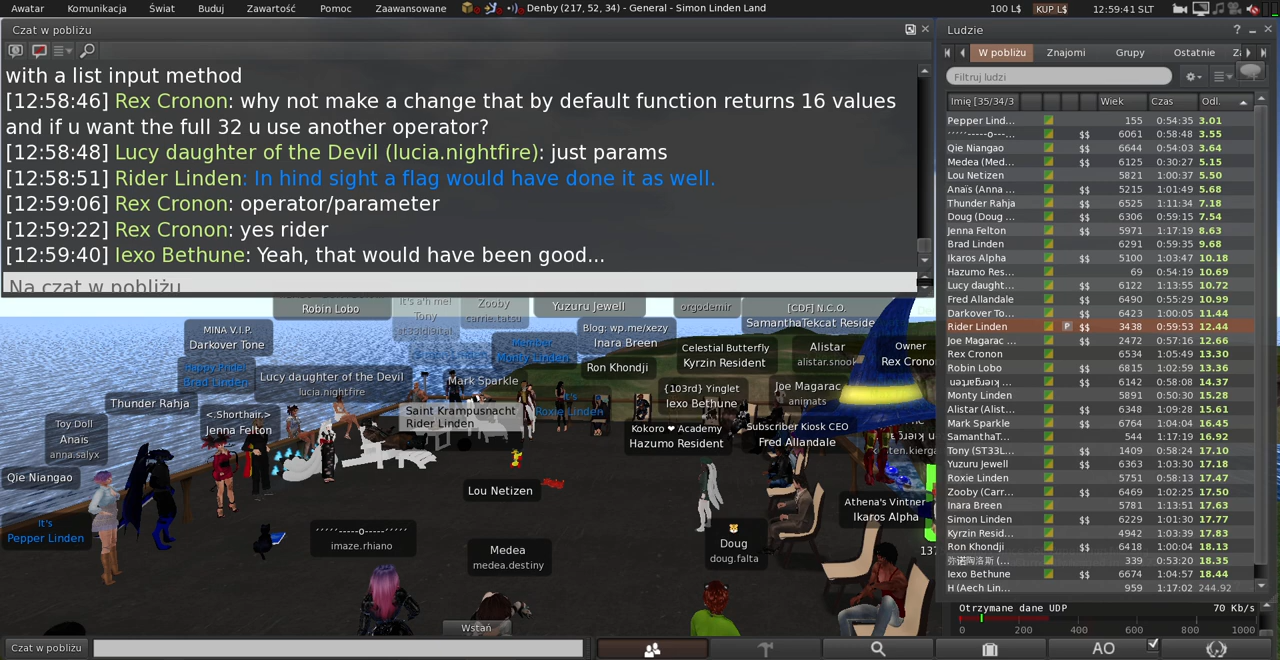 Awatar Komunikacja Świat Buduj Zawartość Pomoc Zaawansowane Denby (217, 52, 34) - General - Simon Linden Land 100 L$ KUP L$ 12:59:41 SLT
Czat w pobliżu
with a list input method
[12:58:46] Rex Cronon: why not make a change that by default function returns 16 values
and if u want the full 32 u use another operator?
[12:58:48] Lucy daughter of the Devil (lucia.nightfire): just params
[12:58:51] Rider Linden: In hind sight a flag would have done it as well.
[12:59:06] Rex Cronon: operator/parameter
[12:59:22] Rex Cronon: yes rider
[12:59:40] Iexo Bethune: Yeah, that would have been good...
Na czat w pobliżu
Robin Lobo
It's a'h me!
Tony
Zooby
carrie.tatsu
Yuzuru Jewell
orgodemir
[CDF] N.C.O.
SamanthaTekcat Reside
MINA V.I.P.
Darkover Tone
Member
Monty Linden
Blog: wp.me/xezy
Inara Breen
Celestial Butterfly
Kyrzin Resident
Alistar
alistar.snook
Owner
Rex Crono
Happy Pride!
Brad Linden
Lucy daughter of the Devil
lucia.nightfire
Mark Sparkle
Ron Khondji
{103rd} Yinglet
Iexo Bethune
Joe Magarac
animats
Thunder Rahja
<.Shorthair.>
Jenna Felton
Saint Krampusnacht
Rider Linden
It's
Roxie Linden
Kokoro ❤ Academy
Hazumo Resident
Subscriber Kiosk CEO
Fred Allandale
Toy Doll
Anais
anna.salyx
Qie Niangao
Lou Netizen
Athena's Vintner
Ikaros Alpha
It's
Pepper Linden
´´´´-----o-----´´´´
imaze.rhiano
Medea
medea.destiny
Doug
doug.falta
137
Wstań
Czat w pobliżu
AO
Ludzie
W pobliżu Znajomi Grupy Ostatnie
Filtruj ludzi
Imię [35/34/3 Wiek Czas Odl.
Pepper Lind... 155 0:54:35 3.01
´´´´-----o---... $$ 6061 0:58:48 3.55
Qie Niangao $$ 6644 0:54:03 3.64
Medea (Med... $$ 6125 0:30:27 5.15
Lou Netizen 5821 1:00:37 5.50
Anaïs (Anna ... $$ 5215 1:01:49 5.68
Thunder Rahja $$ 6525 1:11:34 7.18
Doug (Doug ... $$ 6306 0:59:15 7.54
Jenna Felton $$ 5971 1:17:19 8.63
Brad Linden 6291 0:59:35 9.68
Ikaros Alpha $$ 5100 1:03:47 10.18
Hazumo Res... 69 0:54:19 10.69
Lucy daught... $$ 6122 1:13:55 10.72
Fred Allandale $$ 6490 0:55:29 10.99
Darkover To... $$ 6423 1:00:05 11.44
Rider Linden P $$ 3438 0:59:53 12.44
Joe Magarac ... $$ 2472 0:57:16 12.66
Rex Cronon 6534 1:05:49 13.30
Robin Lobo $$ 6815 1:02:59 13.36
$$ 6142 0:58:08 14.37
Monty Linden 5891 0:50:30 15.28
Alistar (Alist... $$ 6348 1:09:28 15.61
Mark Sparkle $$ 6764 1:04:04 16.45
SamanthaT... 544 1:17:19 16.92
Tony (ST33L... $$ 1409 0:58:24 17.10
Yuzuru Jewell $$ 6363 1:03:30 17.18
Roxie Linden 5751 0:58:13 17.47
Zooby (Carr... $$ 6469 1:02:25 17.50
Inara Breen 5781 1:13:51 17.63
Simon Linden $$ 6229 1:01:30 17.77
Kyrzin Resid... 4942 1:03:39 17.83
Ron Khondji $$ 6418 1:00:04 18.13
339 0:53:20 18.35
Iexo Bethune $$ 6674 1:04:57 18.44
H (Aech Lin... 959 1:17:02 244.92
Otrzymane dane UDP 70 Kb/s
0 200 400 600 800 1000